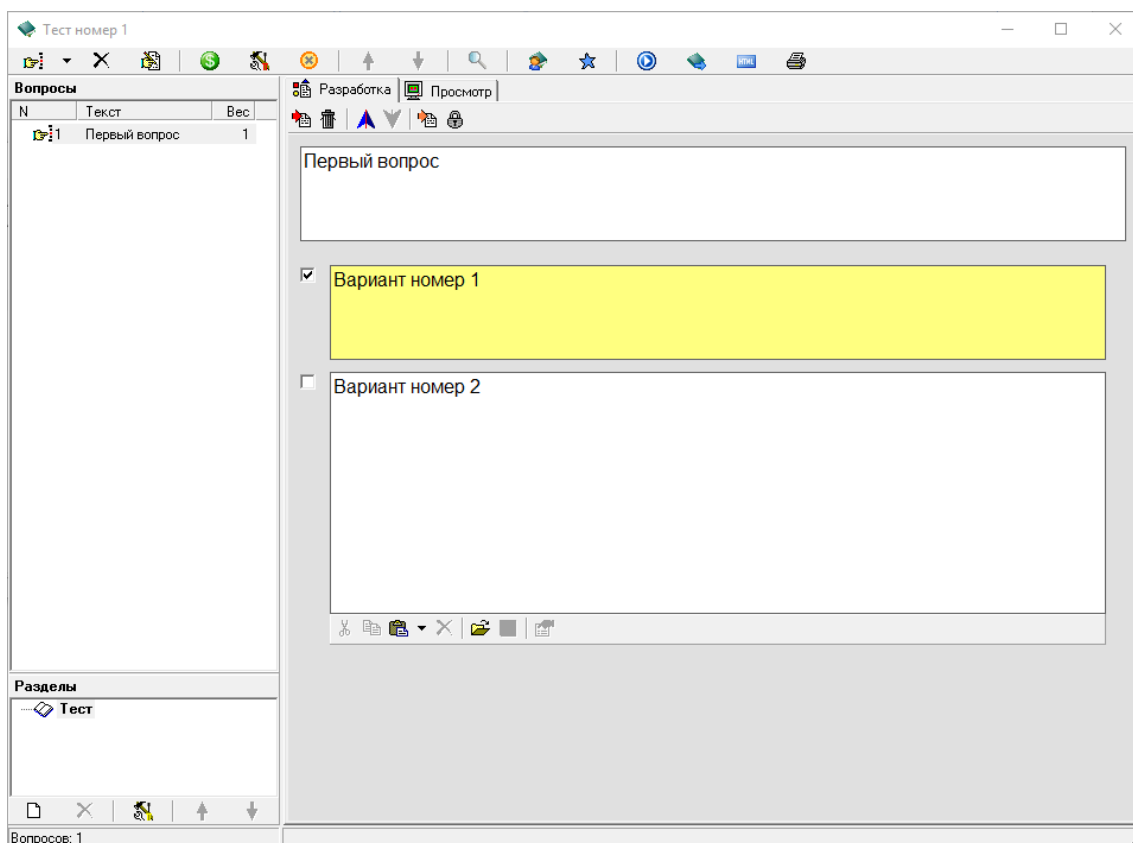 Тест номер 1
Вопросы
N Текст Вес
1 Первый вопрос 1
Разработка Просмотр
Первый вопрос
Вариант номер 1
Вариант номер 2
Разделы
Тест
Вопросов: 1
HTML